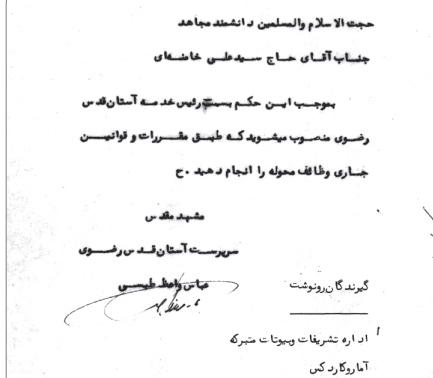 حجت الاسلام والمسلمین دانشمند مجاهد
جناب آقای حاج سید علی خامنه‌ای
بموجب این حکم بسمت رئیس خدمه آستان قدس
رضوی منصوب میشوید که طبق مقررات و قوانین
جاری وظائف محوله را انجام دهید .ح
مشهد مقدس
سرپرست آستان قدس رضوی
عباس واعظ طبسی
گیرندگان رونوشت
اداره تشریفات وبیوتات متبرکه
آماروکاردکس